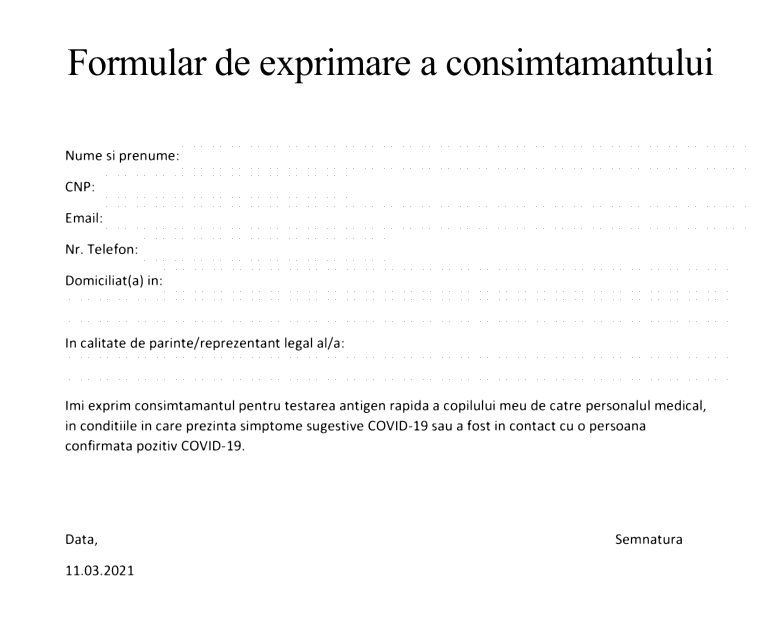 Formular de exprimare a consimtamantului
Nume si prenume:
CNP:
Email:
Nr. Telefon:
Domiciliat(a) in:
In calitate de parinte/reprezentant legal al/a:
Imi exprim consimtamantul pentru testarea antigen rapida a copilului meu de catre personalul medical,
in conditiile in care prezinta simptome sugestive COVID-19 sau a fost in contact cu o persoana
confirmata pozitiv COVID-19.
Data, Semnatura
11.03.2021